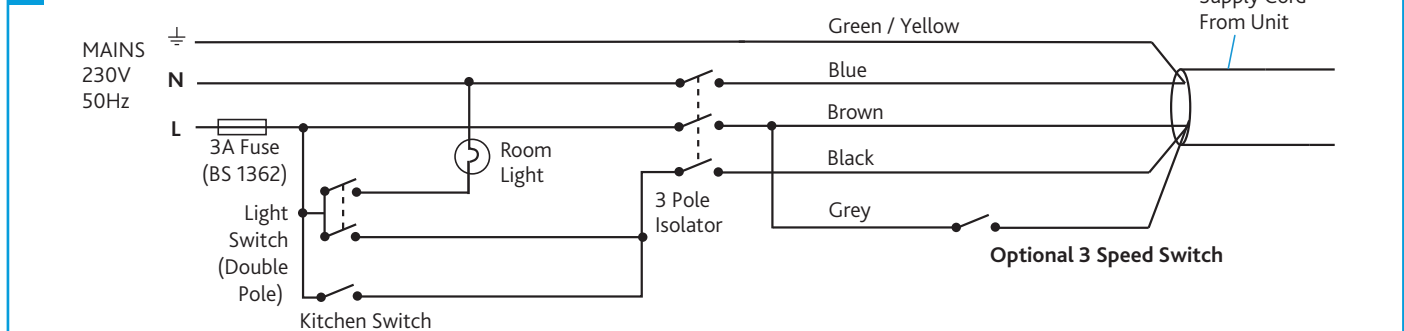 Supply Cord
From Unit
MAINS
230V
50Hz
N
L
3A Fuse
(BS 1362)
Room
Light
Light
Switch
(Double
Pole)
Kitchen Switch
3 Pole
Isolator
Green / Yellow
Blue
Brown
Black
Grey
Optional 3 Speed Switch